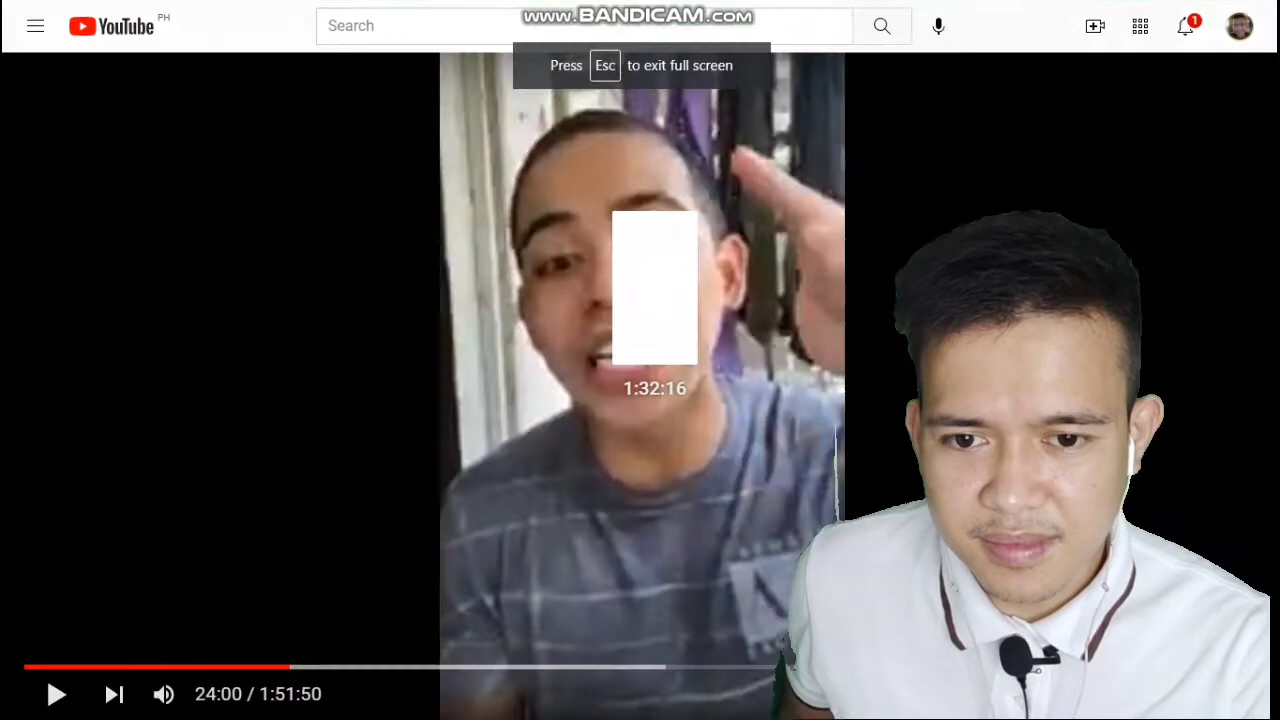 YouTube PH
Search
www.BANDICAM.com
1
Press Esc to exit full screen
1:32:16
24:00 / 1:51:50